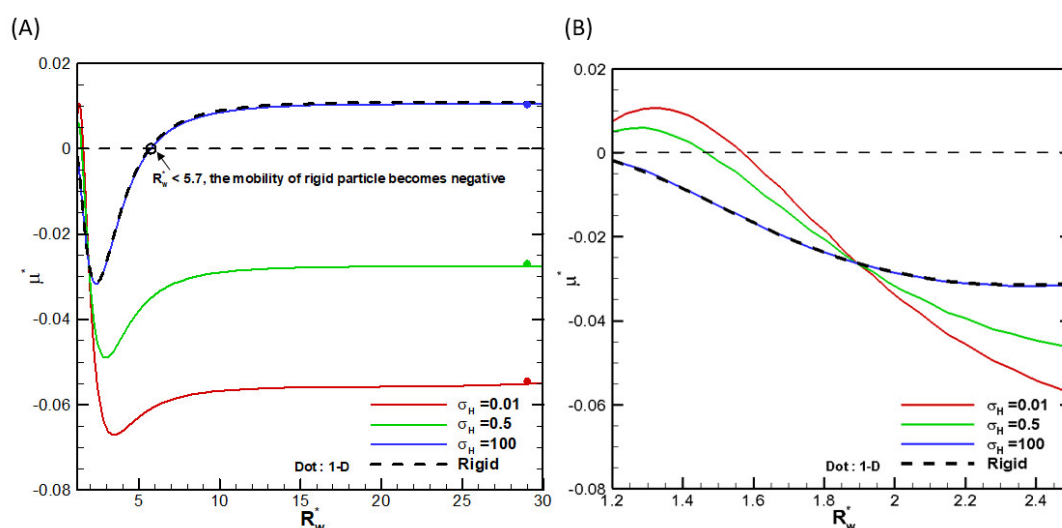 (A)
(B)
0.02
0
-0.02
-0.04
-0.06
-0.08
μ*
R*w < 5.7, the mobility of rigid particle becomes negative
σH =0.01
σH =0.5
σH =100
Dot : 1-D
Rigid
5
10
15
20
25
30
R*w
0.02
0
-0.02
-0.04
-0.06
-0.08
μ*
σH =0.01
σH =0.5
σH =100
Dot : 1-D
Rigid
1.2
1.4
1.6
1.8
2
2.2
2.4
R*w